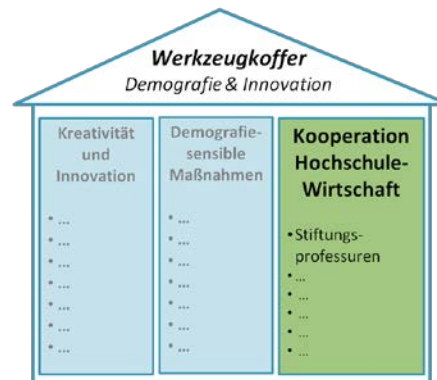 Werkzeugkoffer
Demografie & Innovation
Kreativität
und
Innovation
• ...
• ...
• ...
• ...
• ...
• ...
• ...
Demografie-
sensible
Maßnahmen
• ...
• ...
• ...
• ...
• ...
• ...
• ...
Kooperation
Hochschule-
Wirtschaft
• Stiftungs-
professuren
• ...
• ...
• ...
• ...
• ...